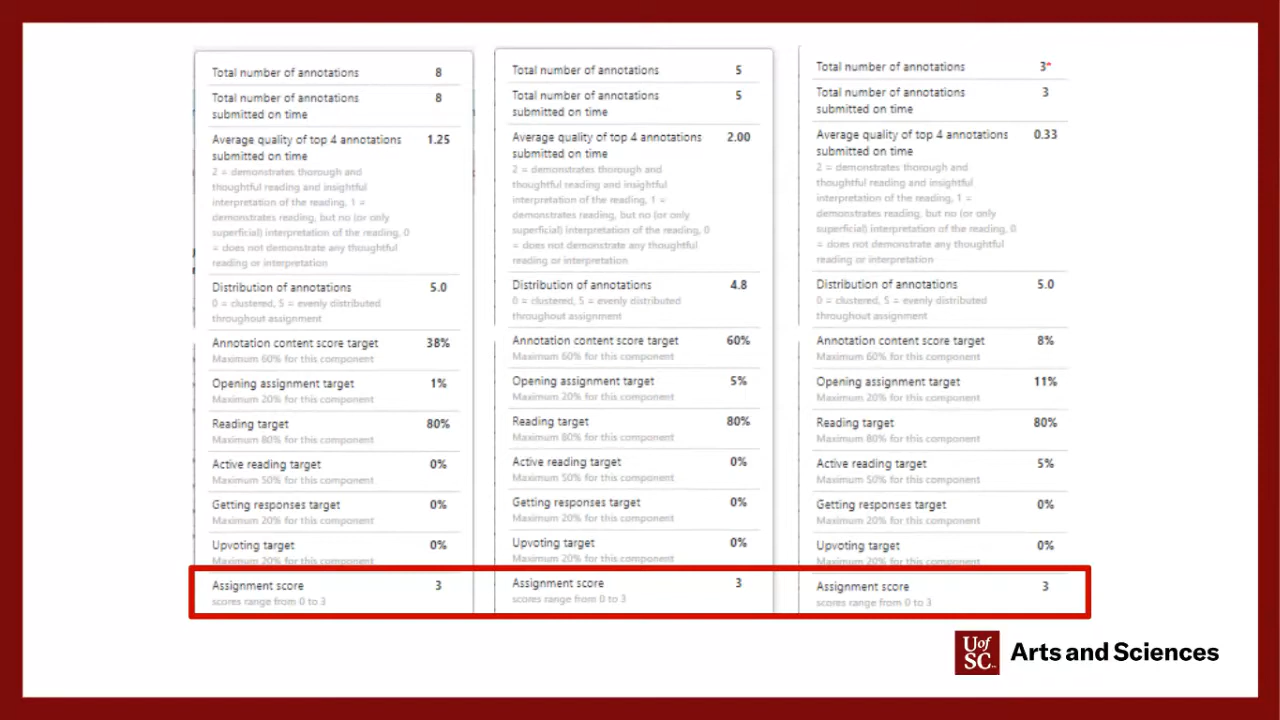 Total number of annotations 8
Total number of annotations 8
submitted on time
Average quality of top 4 annotations 1.25
submitted on time
2 = demonstrates thorough and
thoughtful reading and insightful
interpretation of the reading, 1 =
demonstrates reading, but no (or only
superficial) interpretation of the reading, 0
= does not demonstrate any thoughtful
reading or interpretation
Distribution of annotations 5.0
0 = clustered, 5 = evenly distributed
throughout assignment
Annotation content score target 38%
Maximum 60% for this component
Opening assignment target 1%
Maximum 20% for this component
Reading target 80%
Maximum 80% for this component
Active reading target 0%
Maximum 50% for this component
Getting responses target 0%
Maximum 20% for this component
Upvoting target 0%
Maximum 20% for this component
Assignment score 3
scores range from 0 to 3
Total number of annotations 5
Total number of annotations 5
submitted on time
Average quality of top 4 annotations 2.00
submitted on time
2 = demonstrates thorough and
thoughtful reading and insightful
interpretation of the reading, 1 =
demonstrates reading, but no (or only
superficial) interpretation of the reading, 0
= does not demonstrate any thoughtful
reading or interpretation
Distribution of annotations 4.8
0 = clustered, 5 = evenly distributed
throughout assignment
Annotation content score target 60%
Maximum 60% for this component
Opening assignment target 5%
Maximum 20% for this component
Reading target 80%
Maximum 80% for this component
Active reading target 0%
Maximum 50% for this component
Getting responses target 0%
Maximum 20% for this component
Upvoting target 0%
Maximum 20% for this component
Assignment score 3
scores range from 0 to 3
Total number of annotations 3*
Total number of annotations 3
submitted on time
Average quality of top 4 annotations 0.33
submitted on time
2 = demonstrates thorough and
thoughtful reading and insightful
interpretation of the reading, 1 =
demonstrates reading, but no (or only
superficial) interpretation of the reading, 0
= does not demonstrate any thoughtful
reading or interpretation
Distribution of annotations 5.0
0 = clustered, 5 = evenly distributed
throughout assignment
Annotation content score target 8%
Maximum 60% for this component
Opening assignment target 11%
Maximum 20% for this component
Reading target 80%
Maximum 80% for this component
Active reading target 5%
Maximum 50% for this component
Getting responses target 0%
Maximum 20% for this component
Upvoting target 0%
Maximum 20% for this component
Assignment score 3
scores range from 0 to 3
UofSC Arts and Sciences